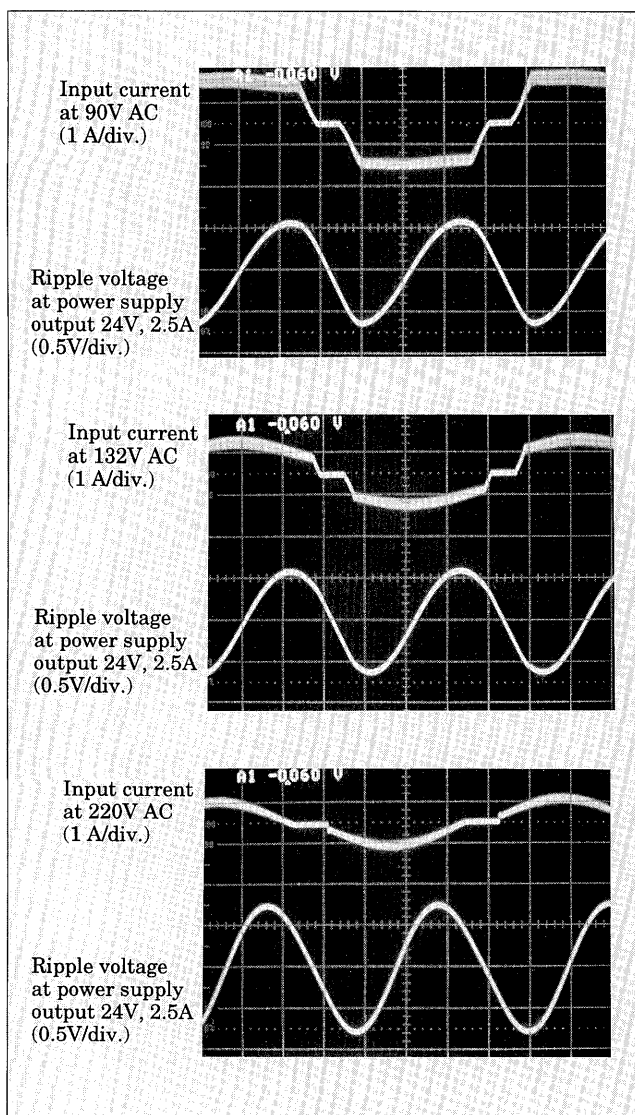 A1 -0.060 V
Input current
at 90V AC
(1 A/div.)
Ripple voltage
at power supply
output 24V, 2.5A
(0.5V/div.)
A1 -0.060 V
Input current
at 132V AC
(1 A/div.)
Ripple voltage
at power supply
output 24V, 2.5A
(0.5V/div.)
A1 -0.060 V
Input current
at 220V AC
(1 A/div.)
Ripple voltage
at power supply
output 24V, 2.5A
(0.5V/div.)